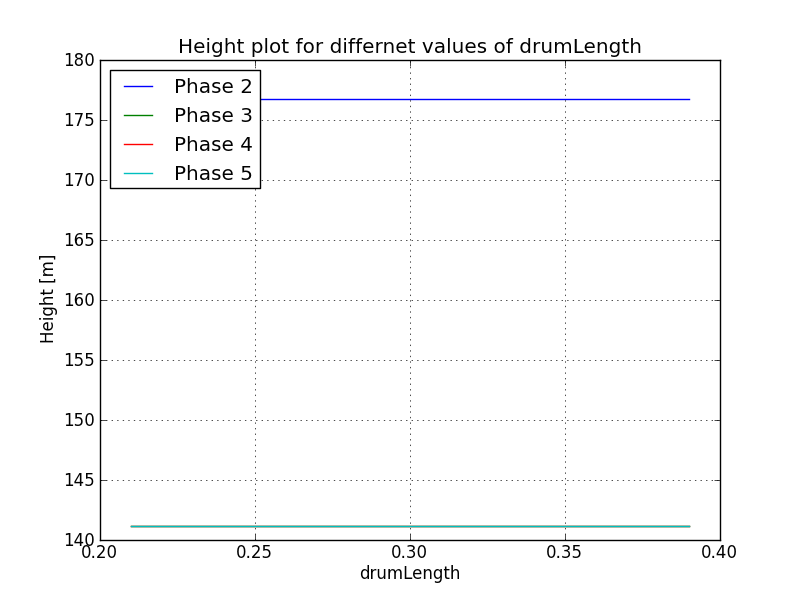 Height plot for differnet values of drumLength
Phase 2
Phase 3
Phase 4
Phase 5
Height [m]
180
175
170
165
160
155
150
145
140
0.20 0.25 0.30 0.35 0.40
drumLength